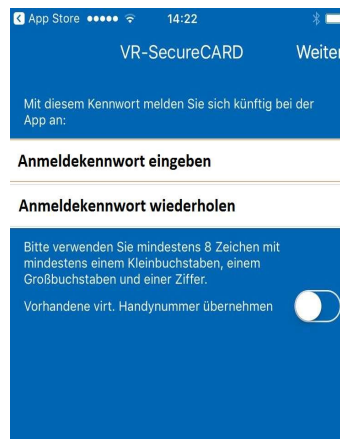 App Store 14:22
VR-SecureCARD Weiter
Mit diesem Kennwort melden Sie sich künftig bei der
App an:
Anmeldekennwort eingeben
Anmeldekennwort wiederholen
Bitte verwenden Sie mindestens 8 Zeichen mit
mindestens einem Kleinbuchstaben, einem
Großbuchstaben und einer Ziffer.
Vorhandene virt. Handynummer übernehmen